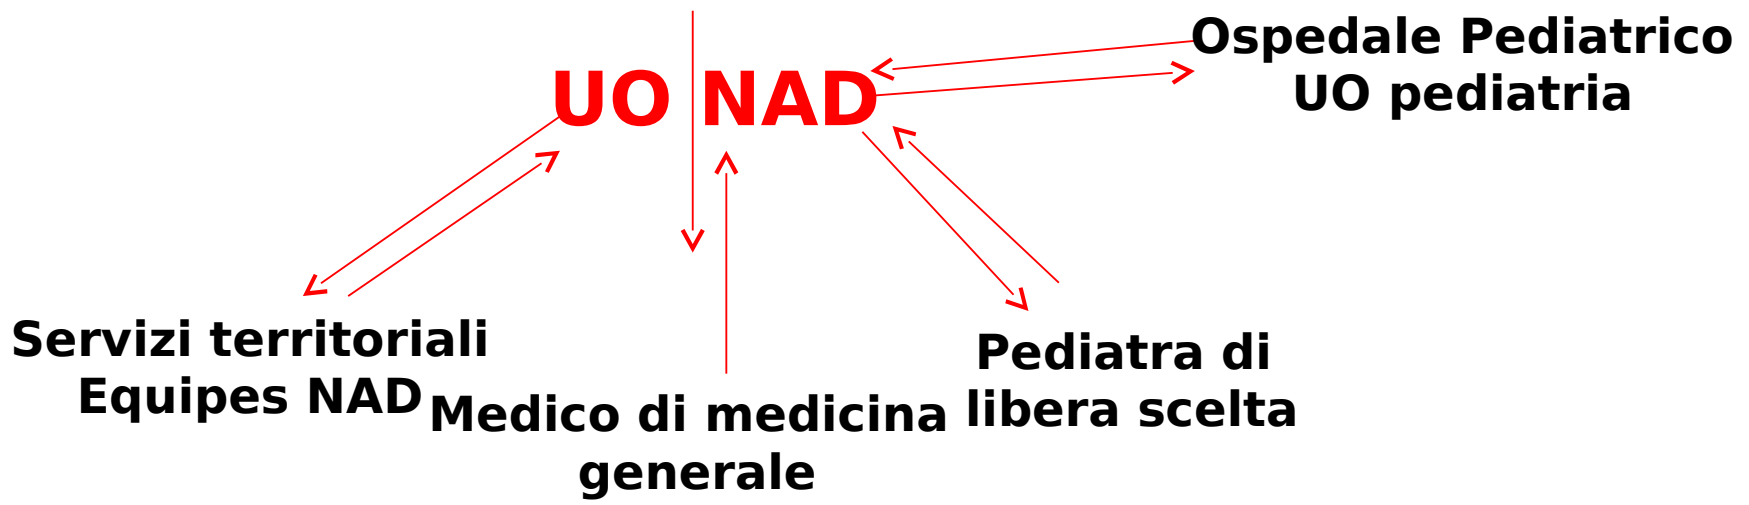 Ospedale Pediatrico
UO pediatria
UO NAD
Servizi territoriali
Equipes NAD
Medico di medicina
generale
Pediatra di
libera scelta